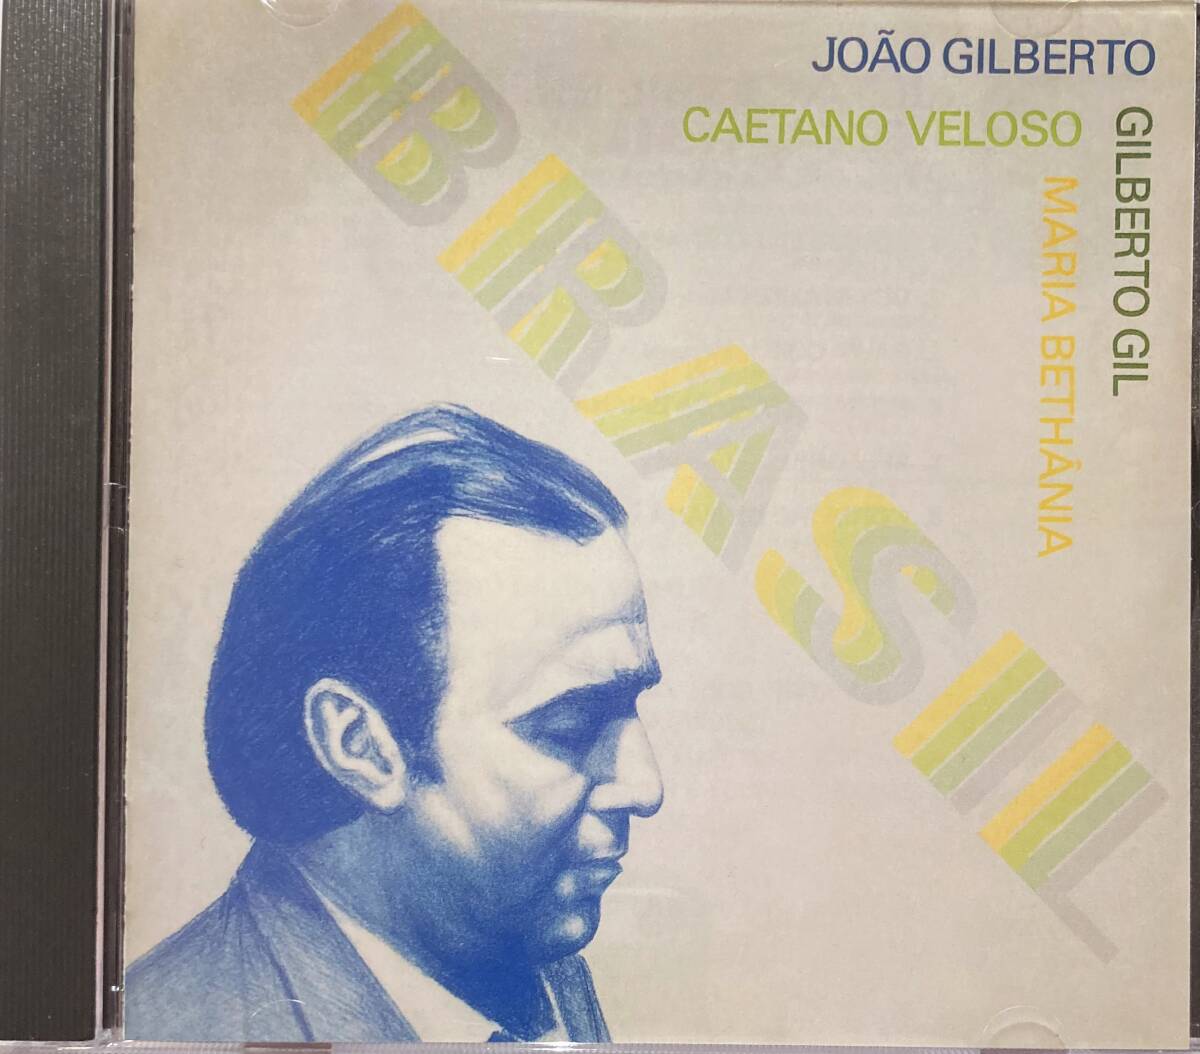 JOÃO GILBERTO
CAETANO VELOSO
GILBERTO GIL
MARIA BETHÂNIA
BRASIL